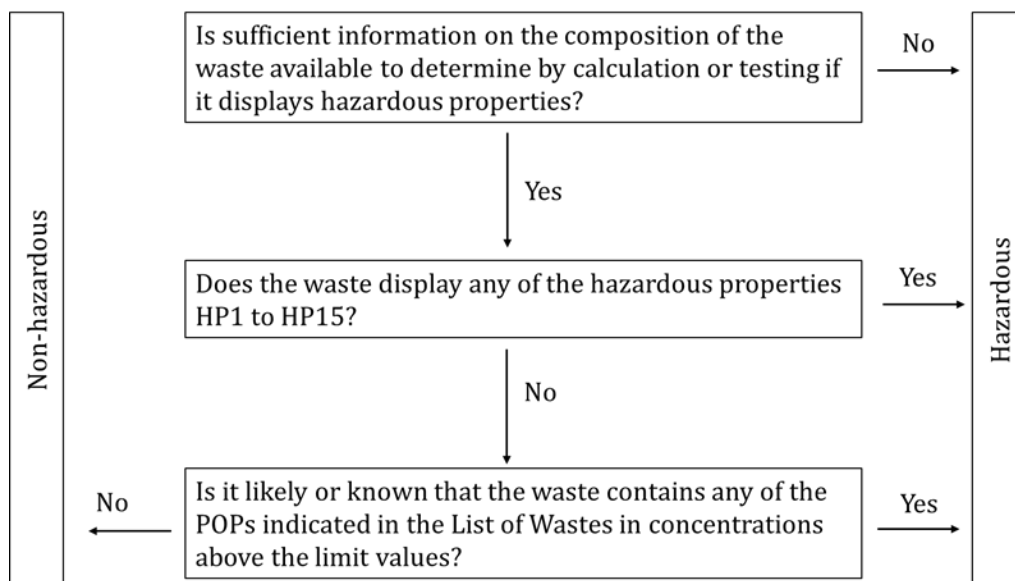 Is sufficient information on the composition of the
waste available to determine by calculation or testing if
it displays hazardous properties?
No
Yes
Does the waste display any of the hazardous properties
HP1 to HP15?
Yes
No
Is it likely or known that the waste contains any of the
POPs indicated in the List of Wastes in concentrations
above the limit values?
No
Yes
Non-hazardous
Hazardous